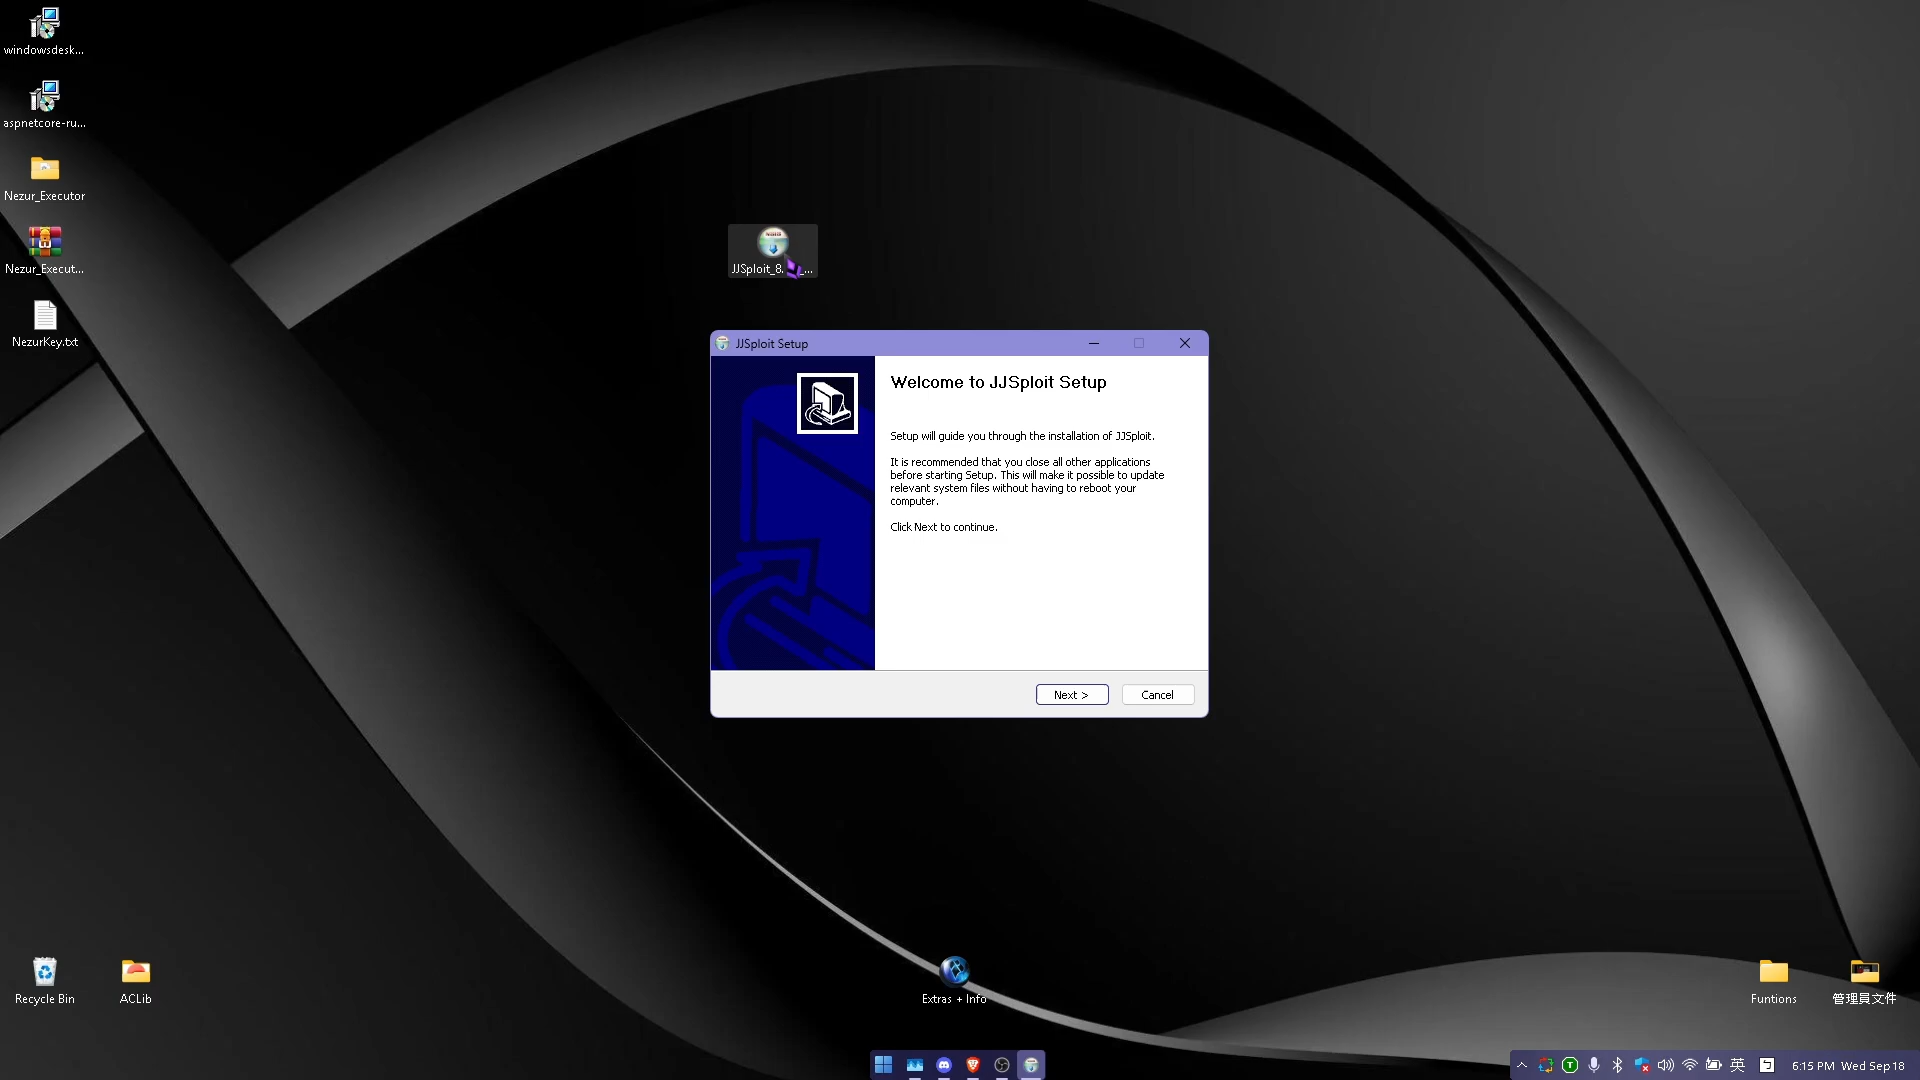 windowsdesk...
aspnetcore-ru...
Nezur_Executor
Nezur_Execut...
NezurKey.txt
JJSploit_8.
JJSploit Setup
Welcome to JJSploit Setup
Setup will guide you through the installation of JJSploit.
It is recommended that you close all other applications
before starting Setup. This will make it possible to update
relevant system files without having to reboot your
computer.
Click Next to continue.
Next >
Cancel
Recycle Bin
ACLib
Extras + Info
Funtions
管理員文件
英
ㄅ
6:15 PM Wed Sep 18